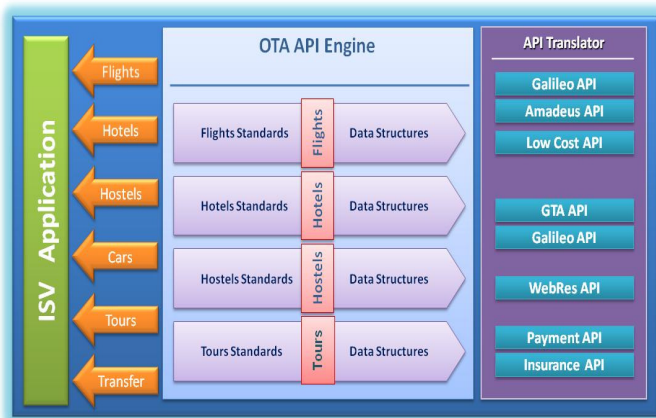 ISV Application
Flights
Hotels
Hostels
Cars
Tours
Transfer
OTA API Engine
Flights Standards
Flights
Data Structures
Hotels Standards
Hotels
Data Structures
Hostels Standards
Hostels
Data Structures
Tours Standards
Tours
Data Structures
API Translator
Galileo API
Amadeus API
Low Cost API
GTA API
Galileo API
WebRes API
Payment API
Insurance API